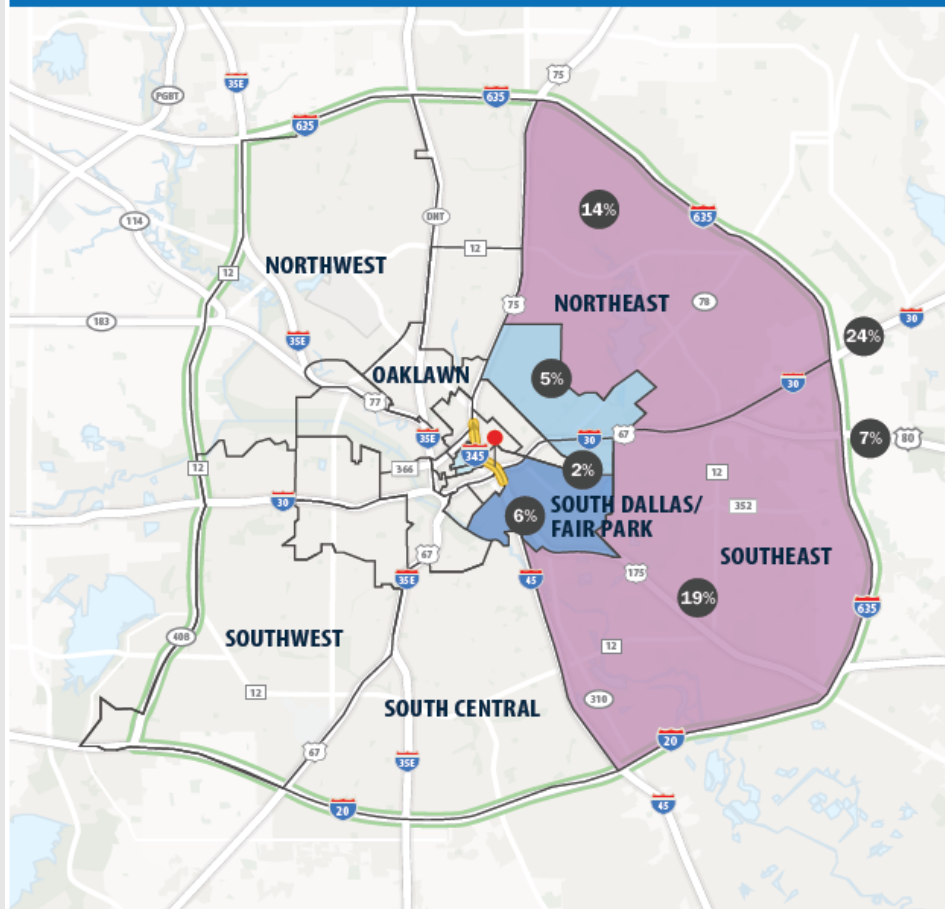 75
35E
PGBT
635
635
14%
635
114
DHT
12
NORTHWEST
12
75
NORTHEAST
78
183
30
24%
35E
OAKLAWN
5%
30
77
35E
67
7%
80
30
345
12
366
2%
12
30
6%
SOUTH DALLAS/
FAIR PARK
352
67
SOUTHEAST
35E
45
175
19%
635
408
SOUTHWEST
12
12
310
SOUTH CENTRAL
20
67
35E
45
20